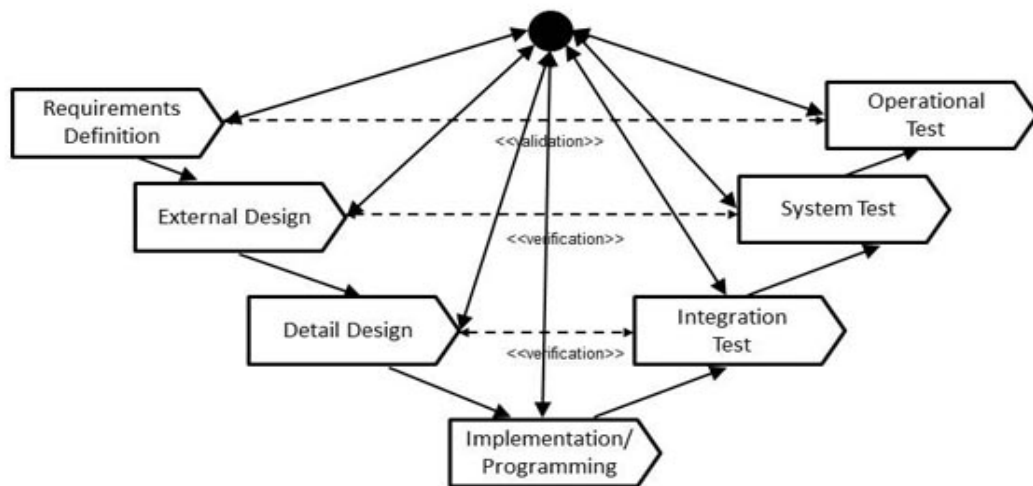 Requirements
Definition
Operational
Test
<<validation>>
External Design
System Test
<<verification>>
Detail Design
Integration
Test
<<verification>>
Implementation/
Programming